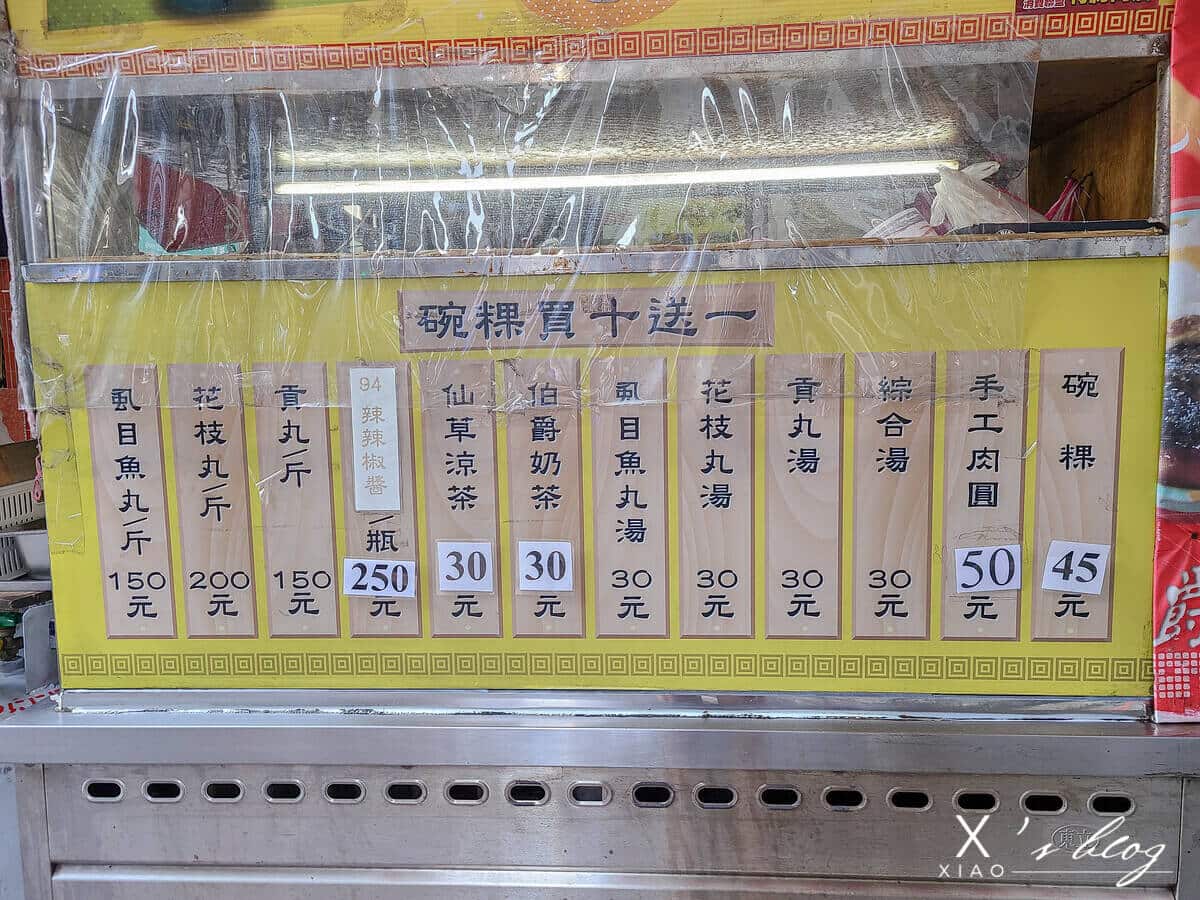 碗粿買十送一
碗粿 45元
手工肉圓 50元
綜合湯 30元
貢丸湯 30元
花枝丸湯 30元
虱目魚丸湯 30元
伯爵奶茶 30元
仙草涼茶 30元
94辣辣椒醬/瓶 250元
貢丸/斤 150元
花枝丸/斤 200元
虱目魚丸/斤 150元
東立
X's blog
XIAO